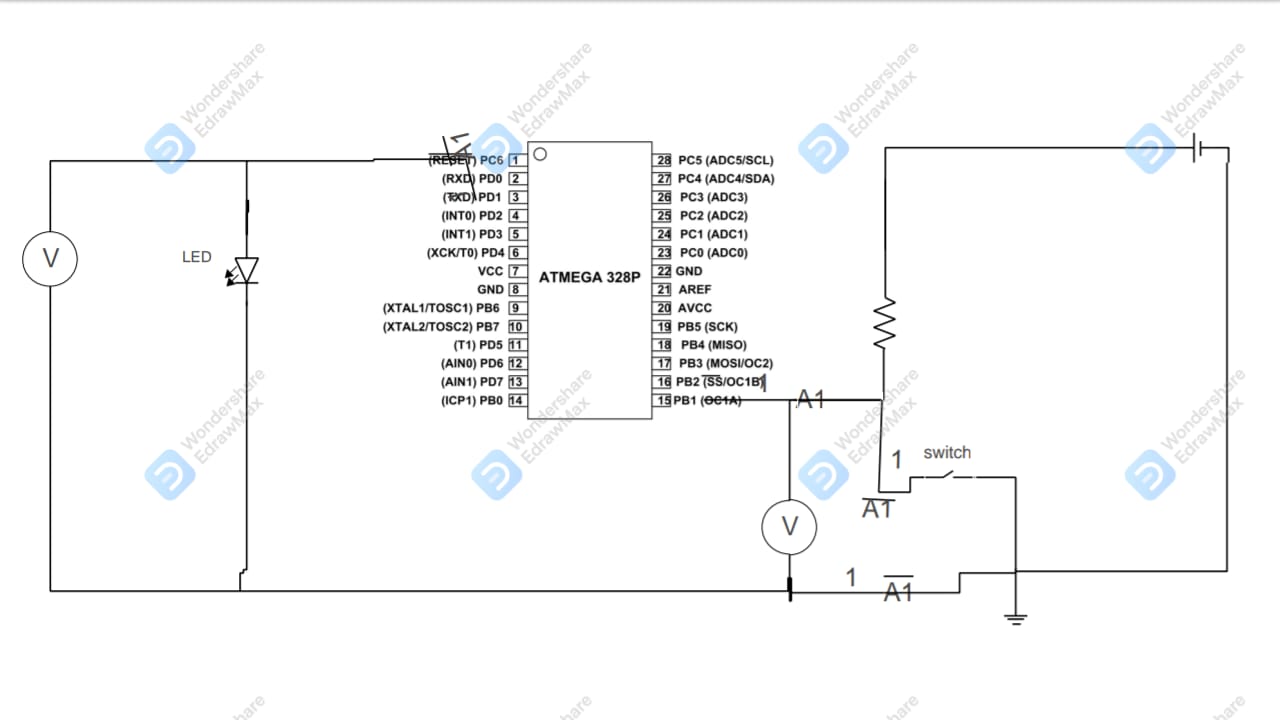 Wondershare
EdrawMax
Wondershare
EdrawMax
Wondershare
EdrawMax
Wondershare
EdrawMax
(RESET) PC6 1
28 PC5 (ADC5/SCL)
(RXD) PD0 2
27 PC4 (ADC4/SDA)
(TXD) PD1 3
26 PC3 (ADC3)
(INT0) PD2 4
25 PC2 (ADC2)
(INT1) PD3 5
24 PC1 (ADC1)
(XCK/T0) PD4 6
23 PC0 (ADC0)
VCC 7
22 GND
GND 8
21 AREF
(XTAL1/TOSC1) PB6 9
20 AVCC
(XTAL2/TOSC2) PB7 10
19 PB5 (SCK)
(T1) PD5 11
18 PB4 (MISO)
(AIN0) PD6 12
17 PB3 (MOSI/OC2)
(AIN1) PD7 13
16 PB2 (SS/OC1B)
(ICP1) PB0 14
15 PB1 (OC1A)
ATMEGA 328P
V
LED
1
A1
1
switch
A1
V
1
A1
Wondershare
EdrawMax
Wondershare
EdrawMax
Wondershare
EdrawMax
Wondershare
EdrawMax
share
share
share
share